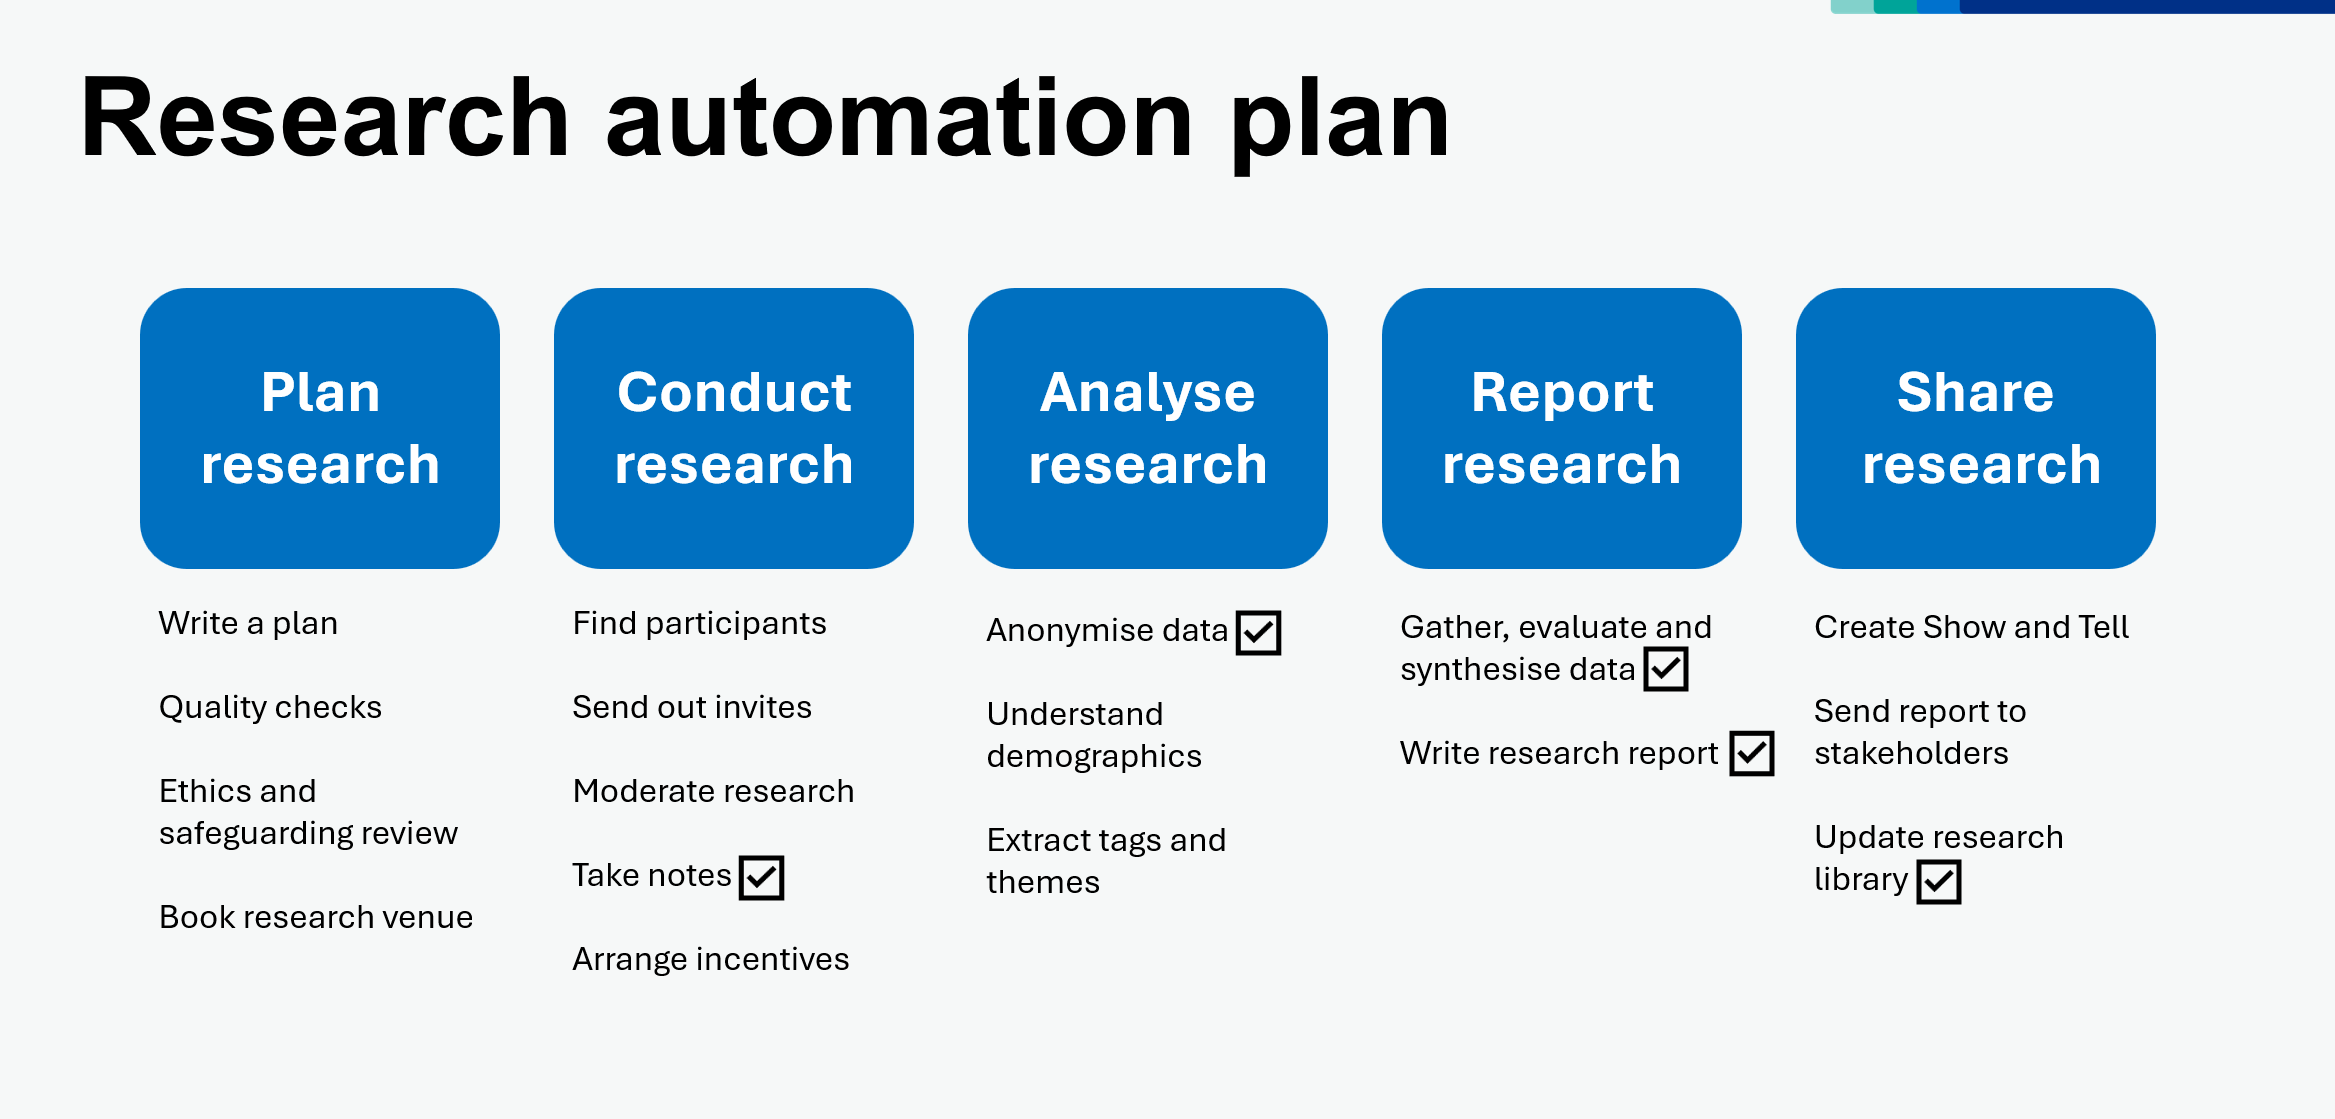 Research automation plan
Plan
research
Write a plan
Quality checks
Ethics and
safeguarding review
Book research venue
Conduct
research
Find participants
Send out invites
Moderate research
Take notes
Arrange incentives
Analyse
research
Anonymise data
Understand
demographics
Extract tags and
themes
Report
research
Gather, evaluate and
synthesise data
Write research report
Share
research
Create Show and Tell
Send report to
stakeholders
Update research
library